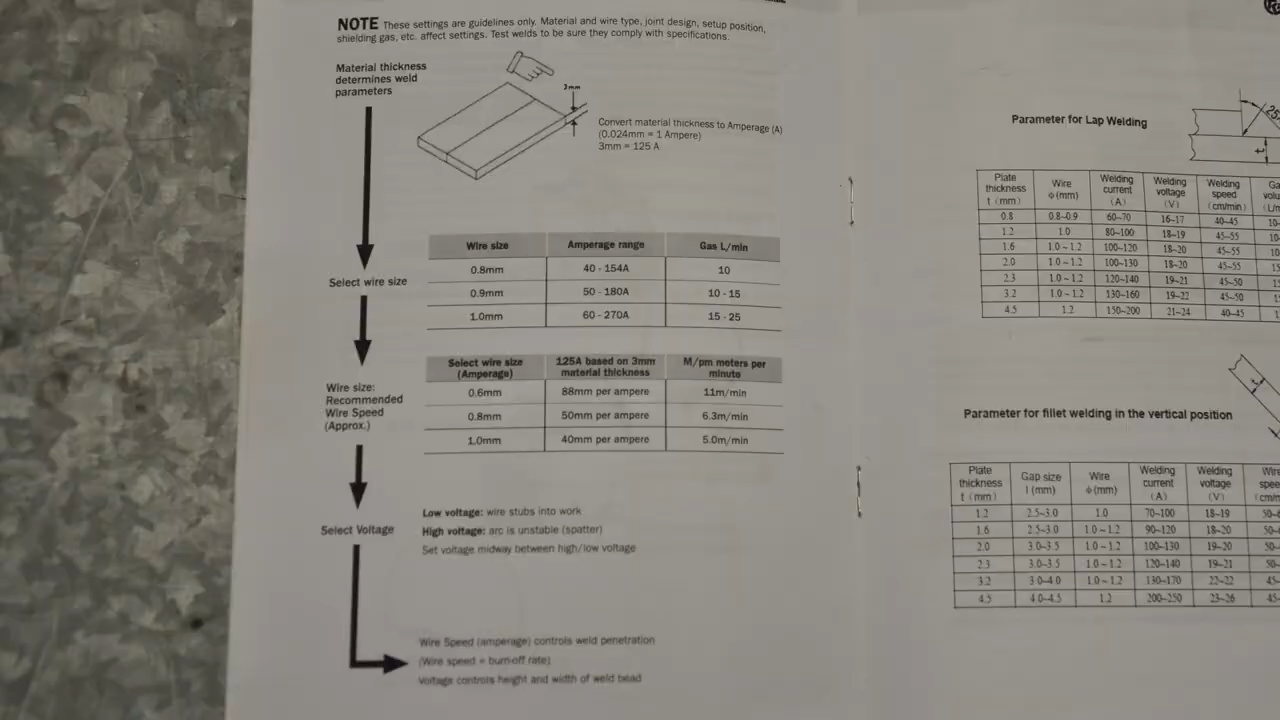 NOTE These settings are guidelines only. Material and wire type, joint design, setup position,
shielding gas, etc. affect settings. Test welds to be sure they comply with specifications.
Material thickness
determines weld
parameters
3mm
Convert material thickness to Amperage (A)
(0.024mm = 1 Ampere)
3mm = 125 A
Wire size Amperage range Gas L/min
0.8mm 40 - 154A 10
0.9mm 50 - 180A 10 - 15
1.0mm 60 - 270A 15 - 25
Select wire size
Select wire size
(Amperage)
125A based on 3mm
material thickness
M/pm meters per
minute
0.6mm 88mm per ampere 11m/min
0.8mm 50mm per ampere 6.3m/min
1.0mm 40mm per ampere 5.0m/min
Wire size:
Recommended
Wire Speed
(Approx.)
Select Voltage
Low voltage: wire stubs into work
High voltage: arc is unstable (spatter)
Set voltage midway between high/low voltage
Wire Speed (amperage) controls weld penetration
(Wire speed = burn-off rate)
Voltage controls height and width of weld bead
Parameter for Lap Welding
t
Plate
thickness
t (mm)
Wire
ϕ(mm)
Welding
current
(A)
Welding
voltage
(V)
Welding
speed
(cm/min)
0.8 0.8~0.9 60~70 16~17 40~45
1.2 1.0 80~100 18~19 45~55
1.6 1.0~1.2 100~120 18~20 45~55
2.0 1.0~1.2 100~130 18~20 45~55
2.3 1.0~1.2 120~140 19~21 45~50
3.2 1.0~1.2 130~160 19~22 45~50
4.5 1.2 150~200 21~24 40~45
Parameter for fillet welding in the vertical position
Plate
thickness
t (mm)
Gap size
l (mm)
Wire
ϕ(mm)
Welding
current
(A)
Welding
voltage
(V)
1.2 2.5~3.0 1.0 70~100 18~19
1.6 2.5~3.0 1.0~1.2 90~120 18~20
2.0 3.0~3.5 1.0~1.2 100~130 19~20
2.3 3.0~3.5 1.0~1.2 120~140 19~21
3.2 3.0~4.0 1.0~1.2 130~170 22~22
4.5 4.0~4.5 1.2 200~250 23~26